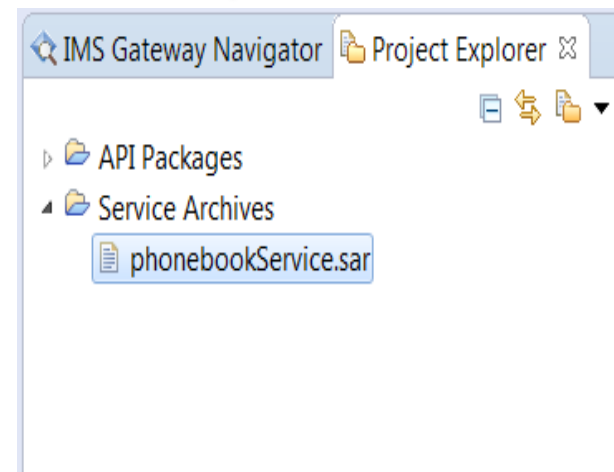 IMS Gateway Navigator Project Explorer
API Packages
Service Archives
phonebookService.sar